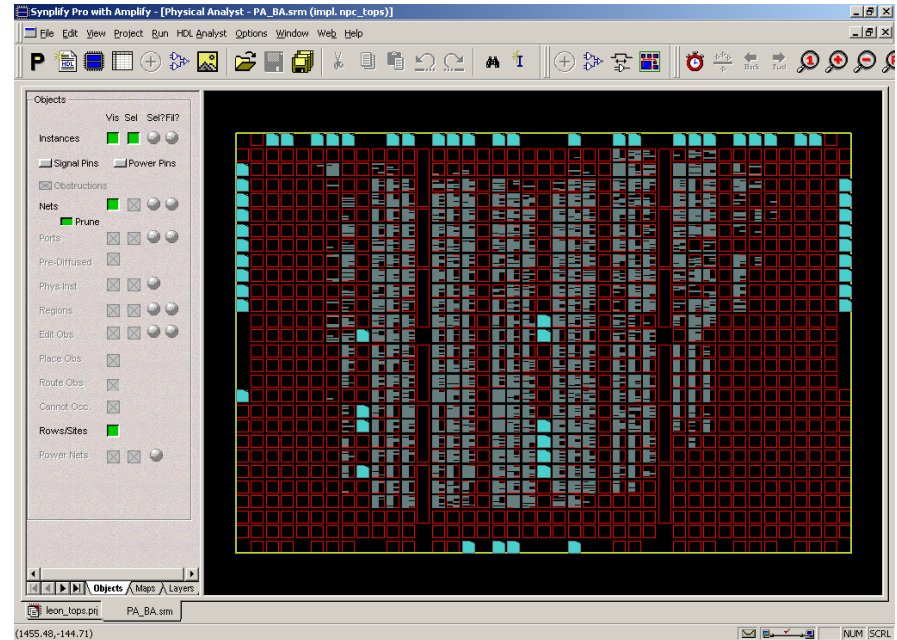 Synplify Pro with Amplify - [Physical Analyst - PA_BA.srm (impl. npc_tops)]
File Edit View Project Run HDL Analyst Options Window Web Help
P HDL Back Fwd 1
Objects
Vis Sel Sel?Fil?
Instances
Signal Pins Power Pins
Obstructions
Nets
Prune
Ports
Pre-Diffused
Phys Inst
Regions
Edit Obs
Place Obs
Route Obs
Cannot Occ.
Rows/Sites
Power Nets
Objects Maps Layers
leon_tops.prj PA_BA.srm
(1455.48,-144.71) NUM SCRL